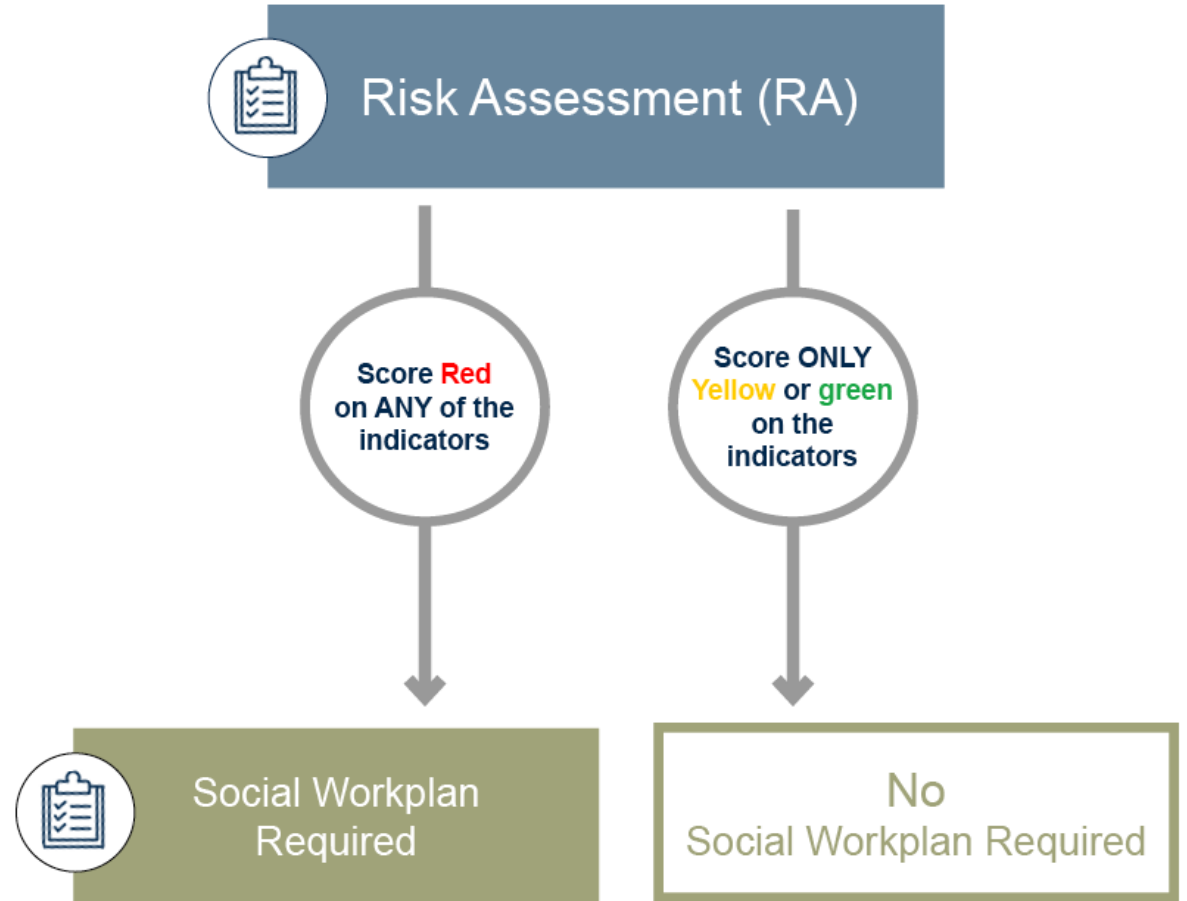 Risk Assessment (RA)
Score Red
on ANY of the
indicators
Score ONLY
Yellow or green
on the
indicators
Social Workplan
Required
No
Social Workplan Required